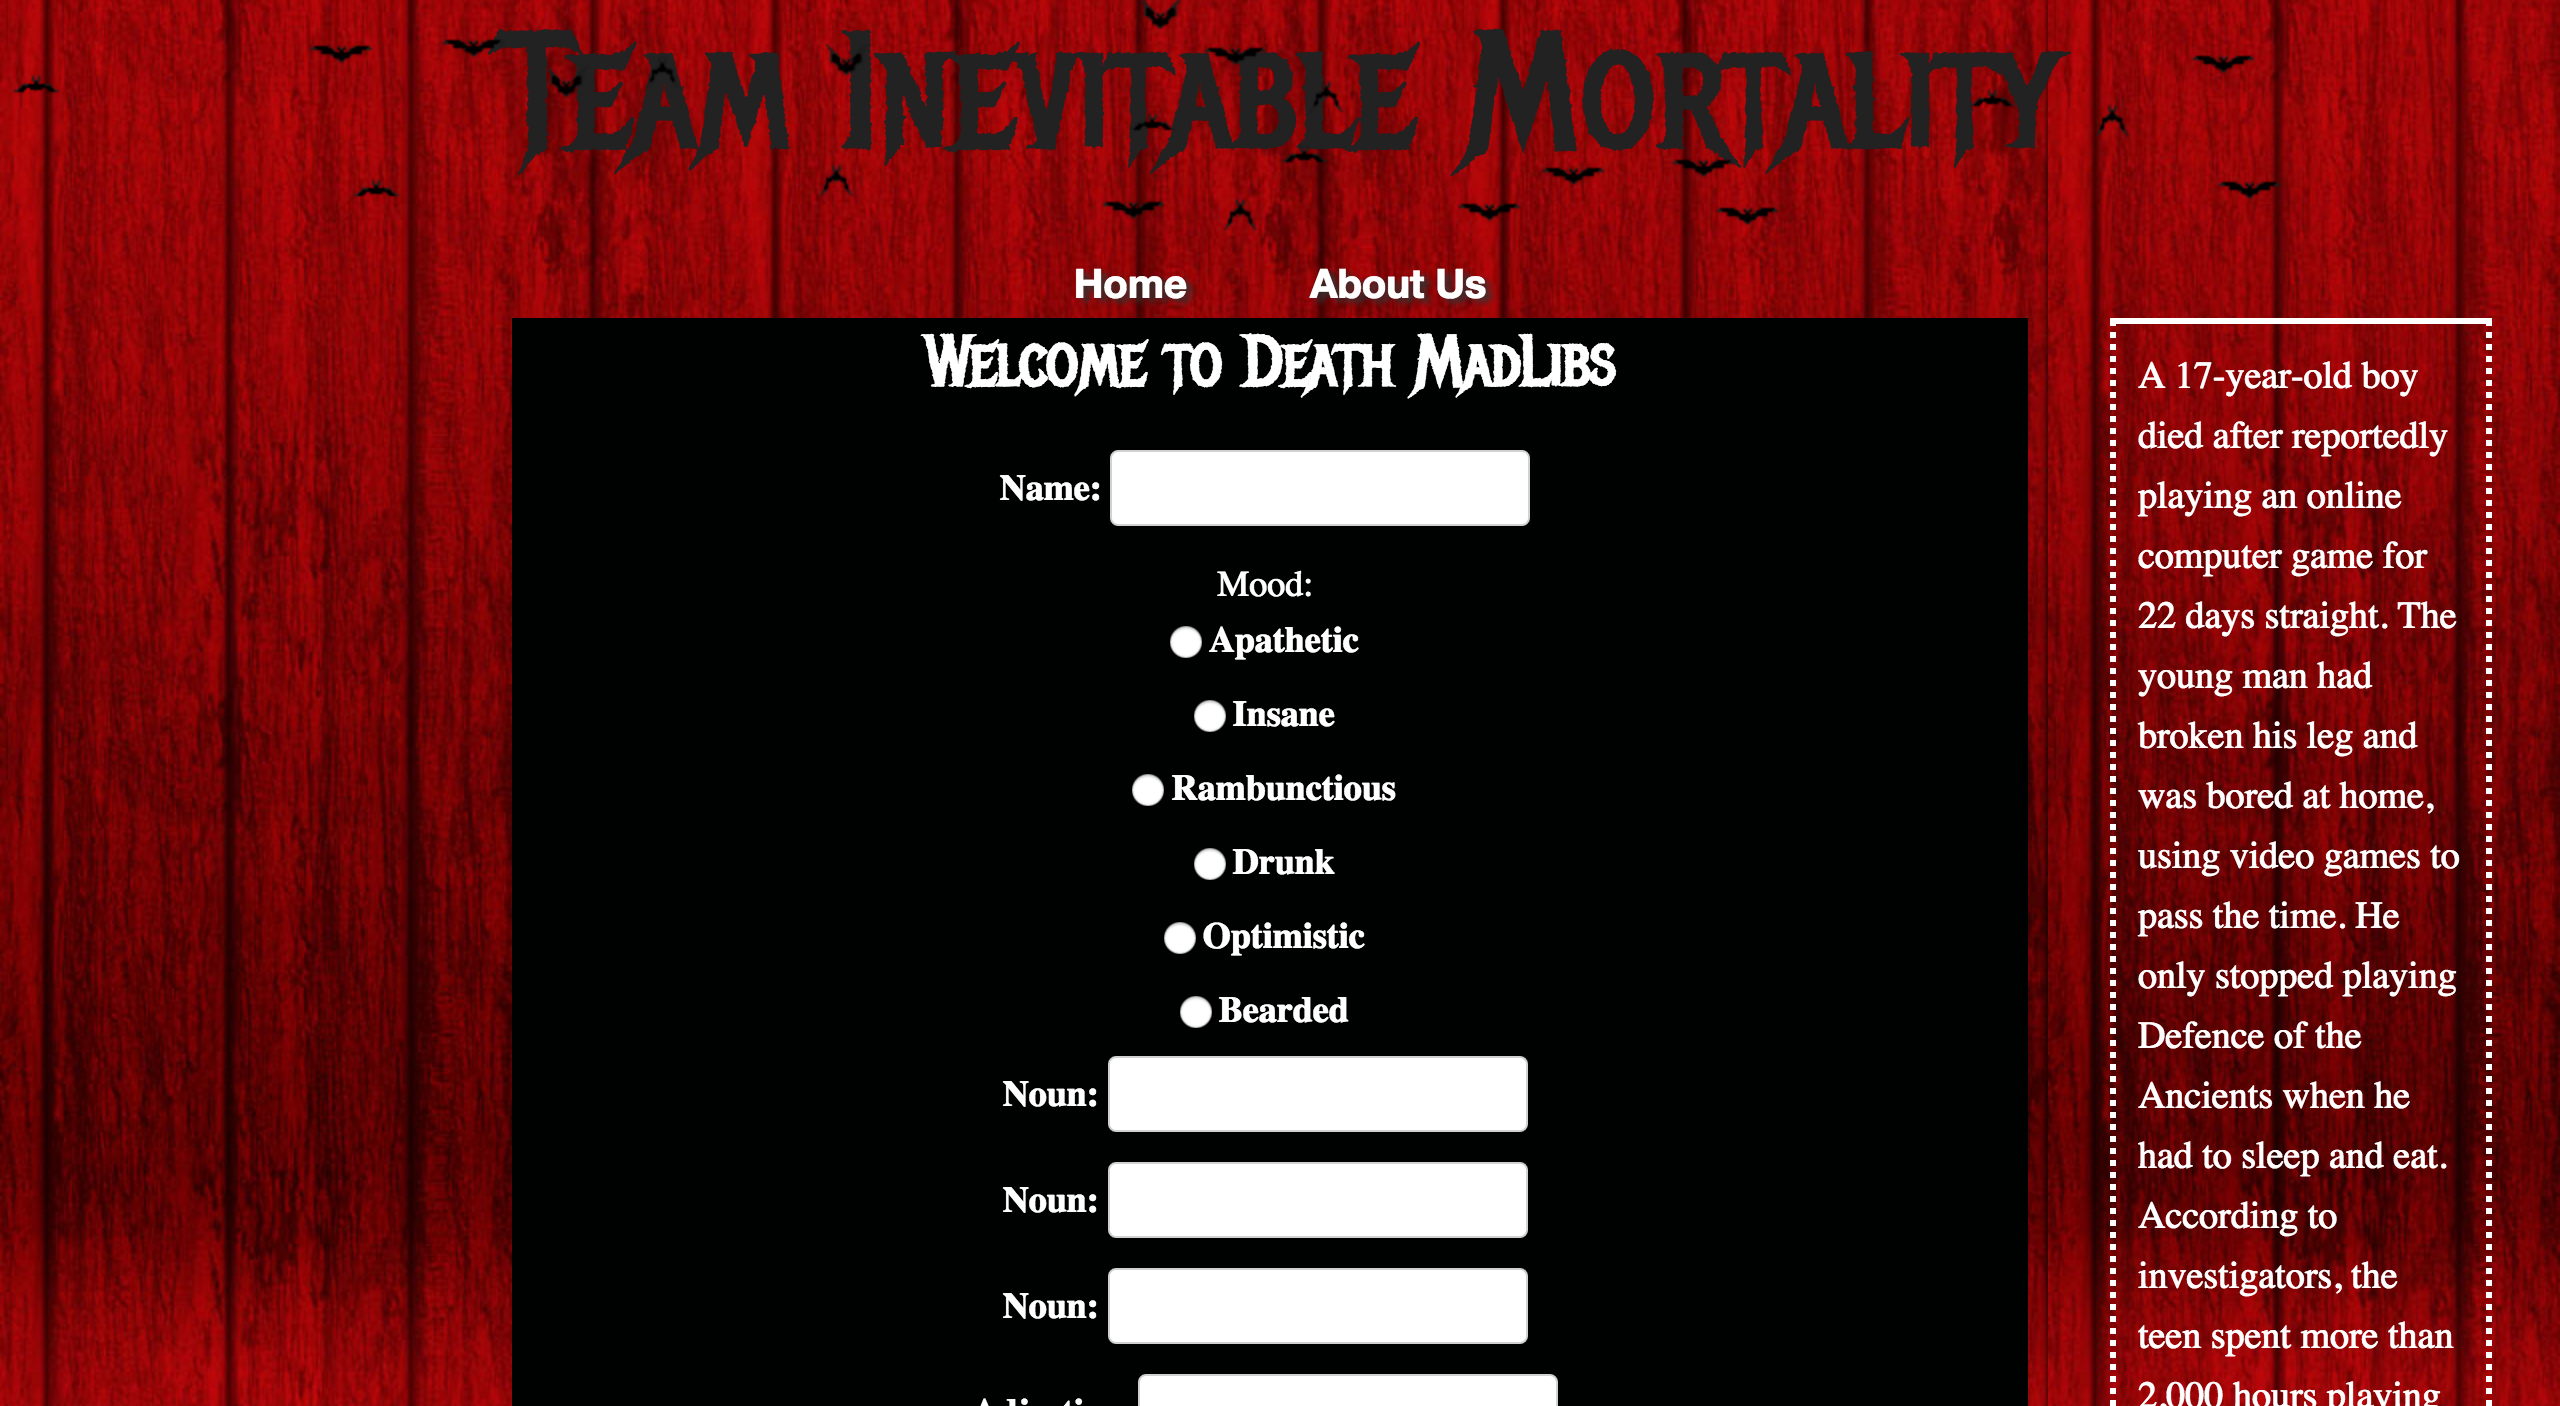 Team Inevitable Mortality
Home About Us
Welcome to Death MadLibs
Name:
Mood:
Apathetic
Insane
Rambunctious
Drunk
Optimistic
Bearded
Noun:
Noun:
Noun:
A 17-year-old boy
died after reportedly
playing an online
computer game for
22 days straight. The
young man had
broken his leg and
was bored at home,
using video games to
pass the time. He
only stopped playing
Defence of the
Ancients when he
had to sleep and eat.
According to
investigators, the
teen spent more than
2,000 hours playing